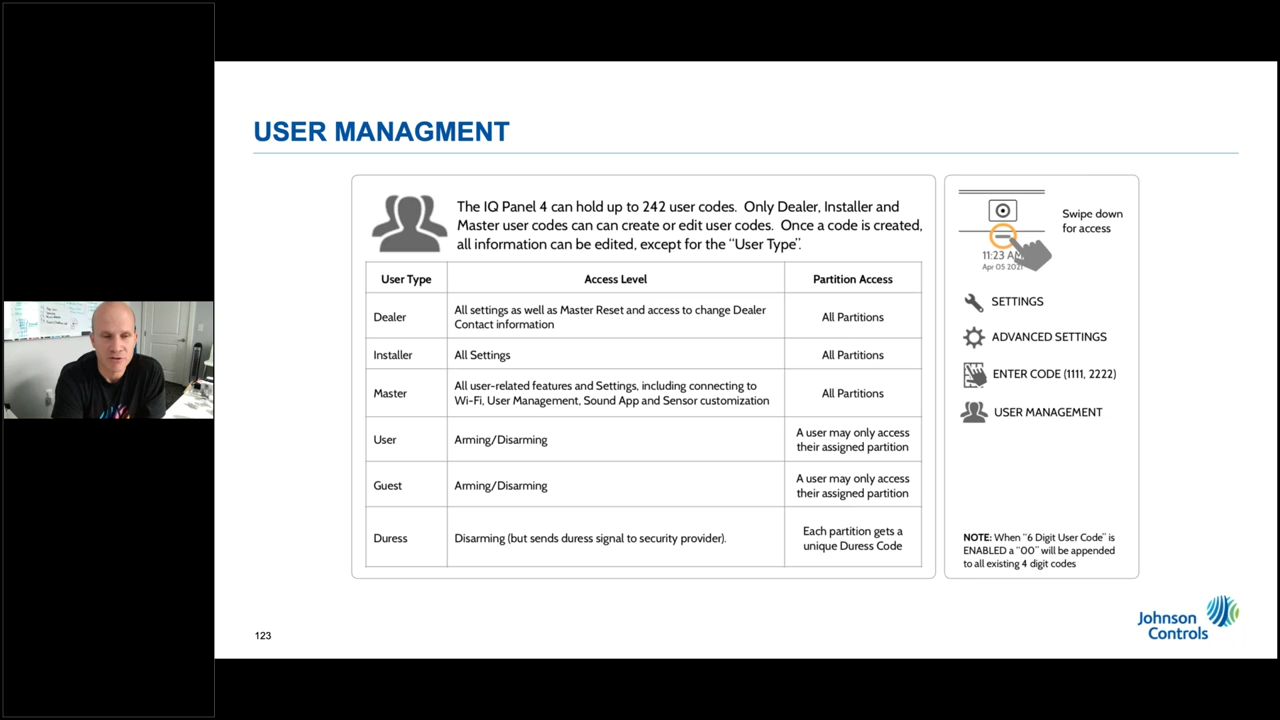 USER MANAGMENT
The IQ Panel 4 can hold up to 242 user codes. Only Dealer, Installer and
Master user codes can can create or edit user codes. Once a code is created,
all information can be edited, except for the "User Type".
User Type
Access Level
Partition Access
Dealer
All settings as well as Master Reset and access to change Dealer
Contact information
All Partitions
Installer
All Settings
All Partitions
Master
All user-related features and Settings, including connecting to
Wi-Fi, User Management, Sound App and Sensor customization
All Partitions
User
Arming/Disarming
A user may only access
their assigned partition
Guest
Arming/Disarming
A user may only access
their assigned partition
Duress
Disarming (but sends duress signal to security provider).
Each partition gets a
unique Duress Code
Swipe down
for access
11:23 AM
Apr 05 2021
SETTINGS
ADVANCED SETTINGS
ENTER CODE (1111, 2222)
USER MANAGEMENT
NOTE: When "6 Digit User Code" is
ENABLED a "00" will be appended
to all existing 4 digit codes
Johnson
Controls
123